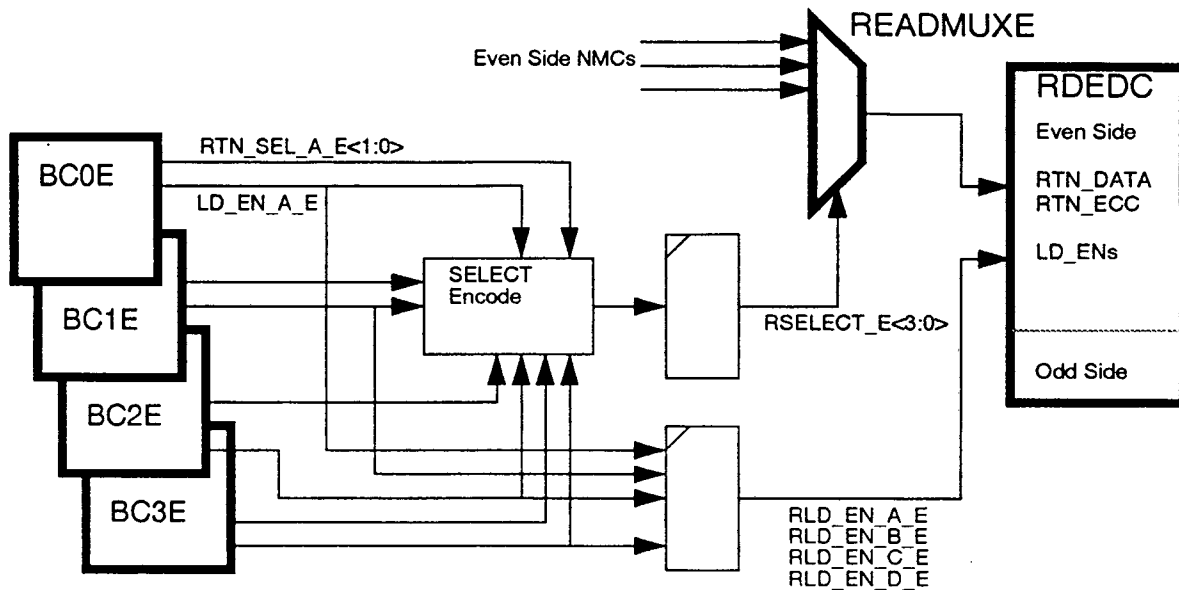 READMUXE
Even Side NMCs
RDEDC
Even Side
RTN_DATA
RTN_ECC
LD_ENs
Odd Side
BC0E
RTN_SEL_A_E<1:0>
LD_EN_A_E
BC1E
SELECT
Encode
RSELECT_E<3:0>
BC2E
BC3E
RLD_EN_A_E
RLD_EN_B_E
RLD_EN_C_E
RLD_EN_D_E